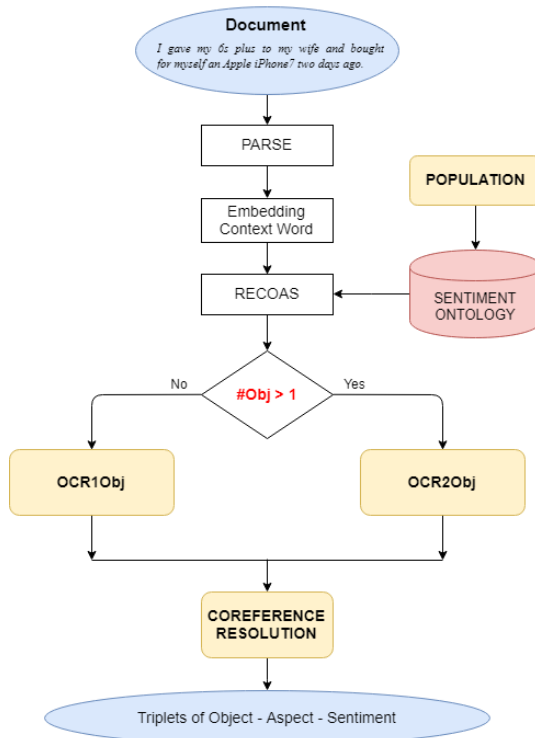 Document
I gave my 6s plus to my wife and bought
for myself an Apple iPhone7 two days ago.
PARSE
POPULATION
Embedding
Context Word
RECOAS
SENTIMENT
ONTOLOGY
No
#Obj > 1
Yes
OCR1Obj
OCR2Obj
COREFERENCE
RESOLUTION
Triplets of Object - Aspect - Sentiment